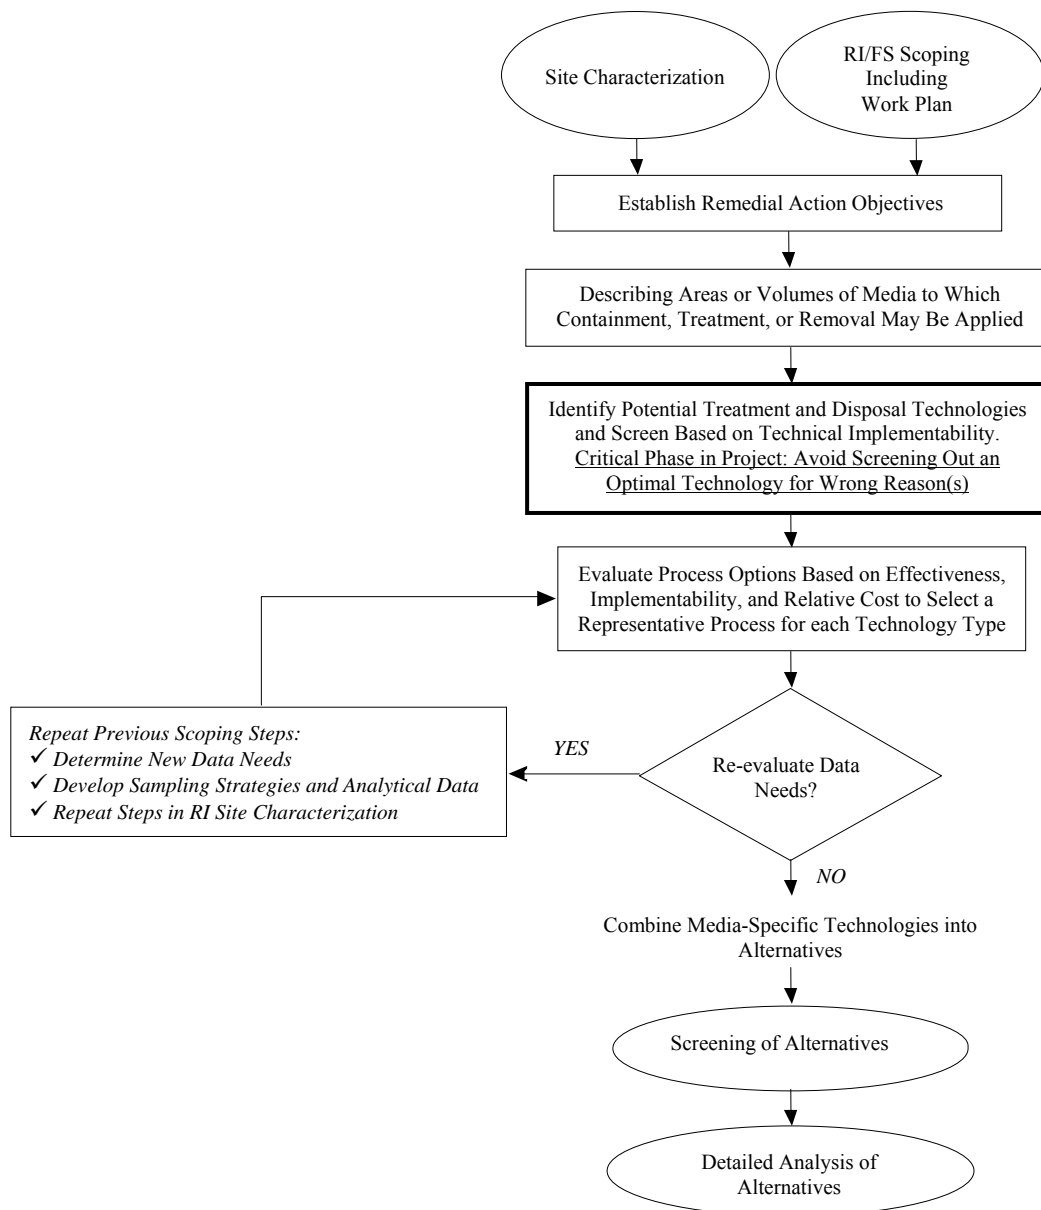 Site Characterization
RI/FS Scoping
Including
Work Plan
Establish Remedial Action Objectives
Describing Areas or Volumes of Media to Which
Containment, Treatment, or Removal May Be Applied
Identify Potential Treatment and Disposal Technologies
and Screen Based on Technical Implementability.
Critical Phase in Project: Avoid Screening Out an
Optimal Technology for Wrong Reason(s)
Evaluate Process Options Based on Effectiveness,
Implementability, and Relative Cost to Select a
Representative Process for each Technology Type
Repeat Previous Scoping Steps:
✓ Determine New Data Needs
✓ Develop Sampling Strategies and Analytical Data
✓ Repeat Steps in RI Site Characterization
YES
Re-evaluate Data
Needs?
NO
Combine Media-Specific Technologies into
Alternatives
Screening of Alternatives
Detailed Analysis of
Alternatives